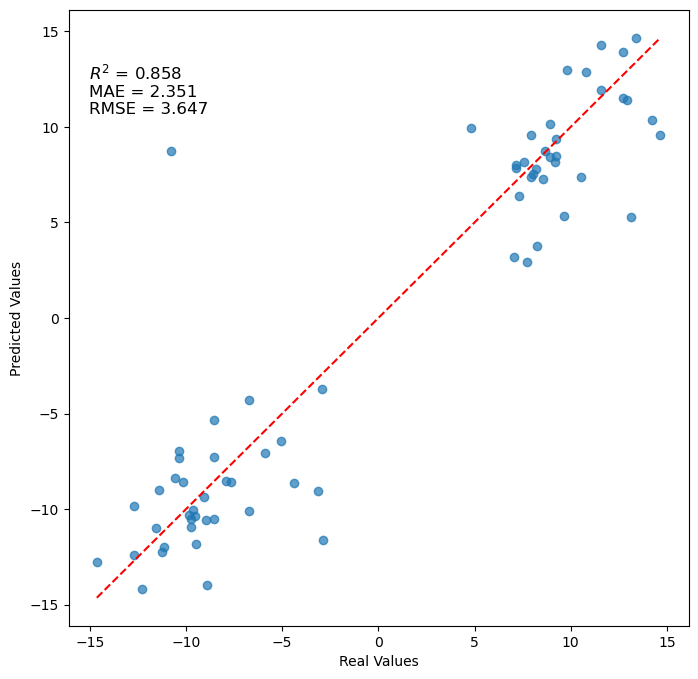 R² = 0.858
MAE = 2.351
RMSE = 3.647
15
10
5
0
−5
−10
−15
Predicted Values
−15 −10 −5 0 5 10 15
Real Values